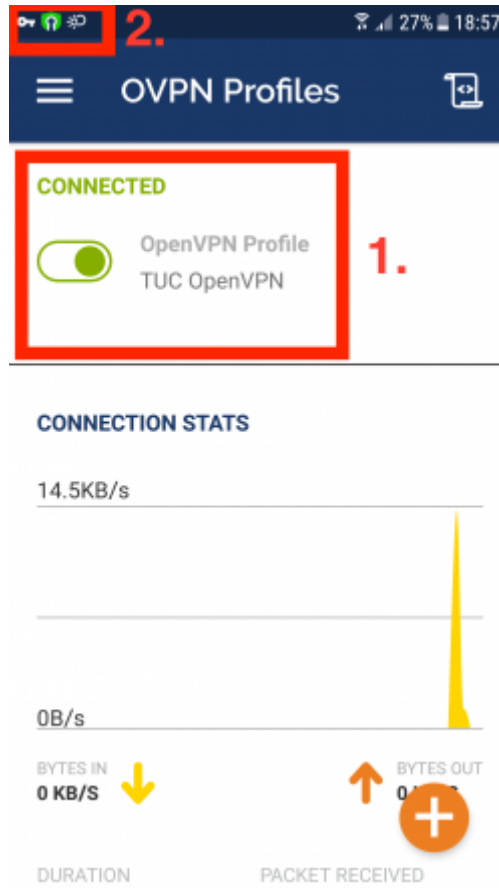 2.
27% 18:57
OVPN Profiles
CONNECTED
OpenVPN Profile
TUC OpenVPN
1.
CONNECTION STATS
14.5KB/s
0B/s
BYTES IN
0 KB/S
BYTES OUT
0
DURATION
PACKET RECEIVED